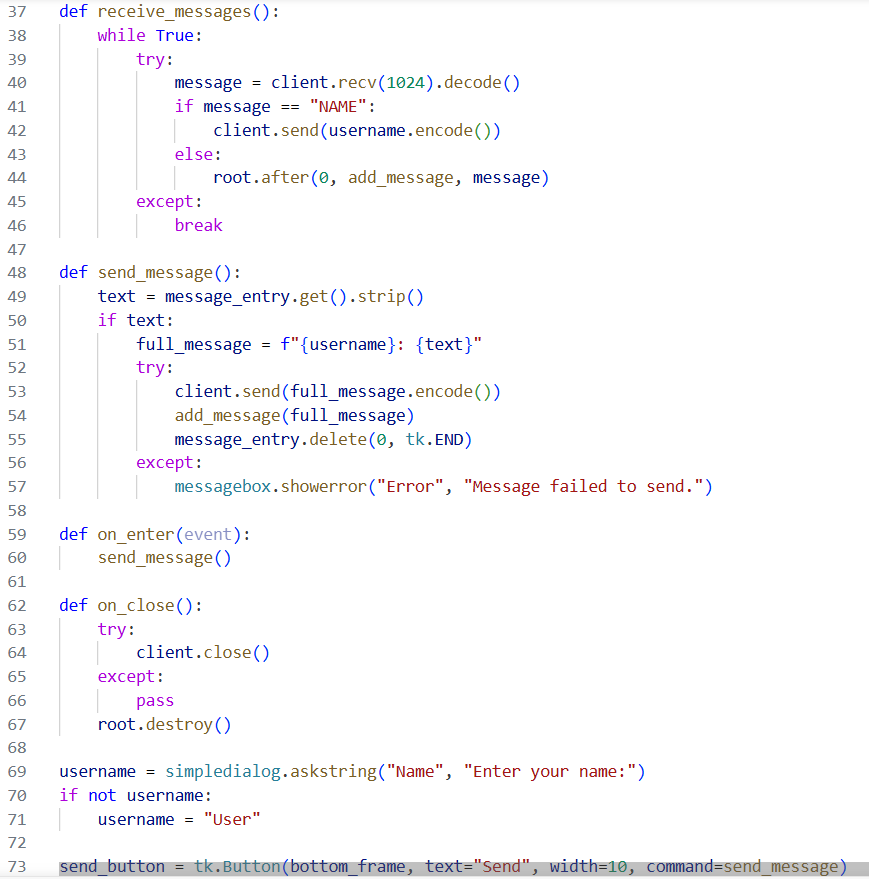 37 def receive_messages():
38     while True:
39         try:
40             message = client.recv(1024).decode()
41             if message == "NAME":
42                 client.send(username.encode())
43             else:
44                 root.after(0, add_message, message)
45         except:
46             break
47
48 def send_message():
49     text = message_entry.get().strip()
50     if text:
51         full_message = f"{username}: {text}"
52         try:
53             client.send(full_message.encode())
54             add_message(full_message)
55             message_entry.delete(0, tk.END)
56         except:
57             messagebox.showerror("Error", "Message failed to send.")
58
59 def on_enter(event):
60     send_message()
61
62 def on_close():
63     try:
64         client.close()
65     except:
66         pass
67     root.destroy()
68
69 username = simpledialog.askstring("Name", "Enter your name:")
70 if not username:
71     username = "User"
72
73 send_button = tk.Button(bottom_frame, text="Send", width=10, command=send_message)